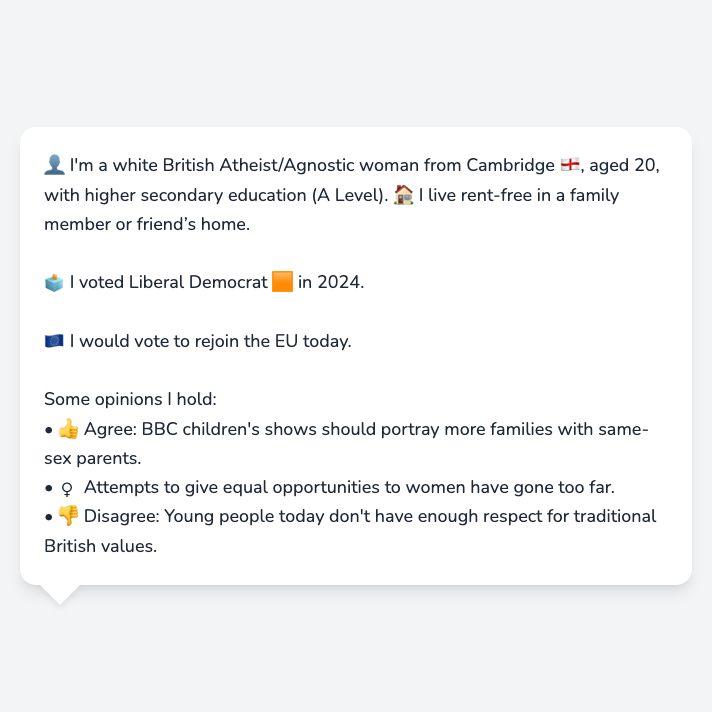 👤 I'm a white British Atheist/Agnostic woman from Cambridge 🏴󠁧󠁢󠁥󠁮󠁧󠁿, aged 20,
with higher secondary education (A Level). 🏠 I live rent-free in a family
member or friend’s home.
🗳️ I voted Liberal Democrat 🟧 in 2024.
🇪🇺 I would vote to rejoin the EU today.
Some opinions I hold:
• 👍 Agree: BBC children's shows should portray more families with same-
sex parents.
• ♀ Attempts to give equal opportunities to women have gone too far.
• 👎 Disagree: Young people today don't have enough respect for traditional
British values.